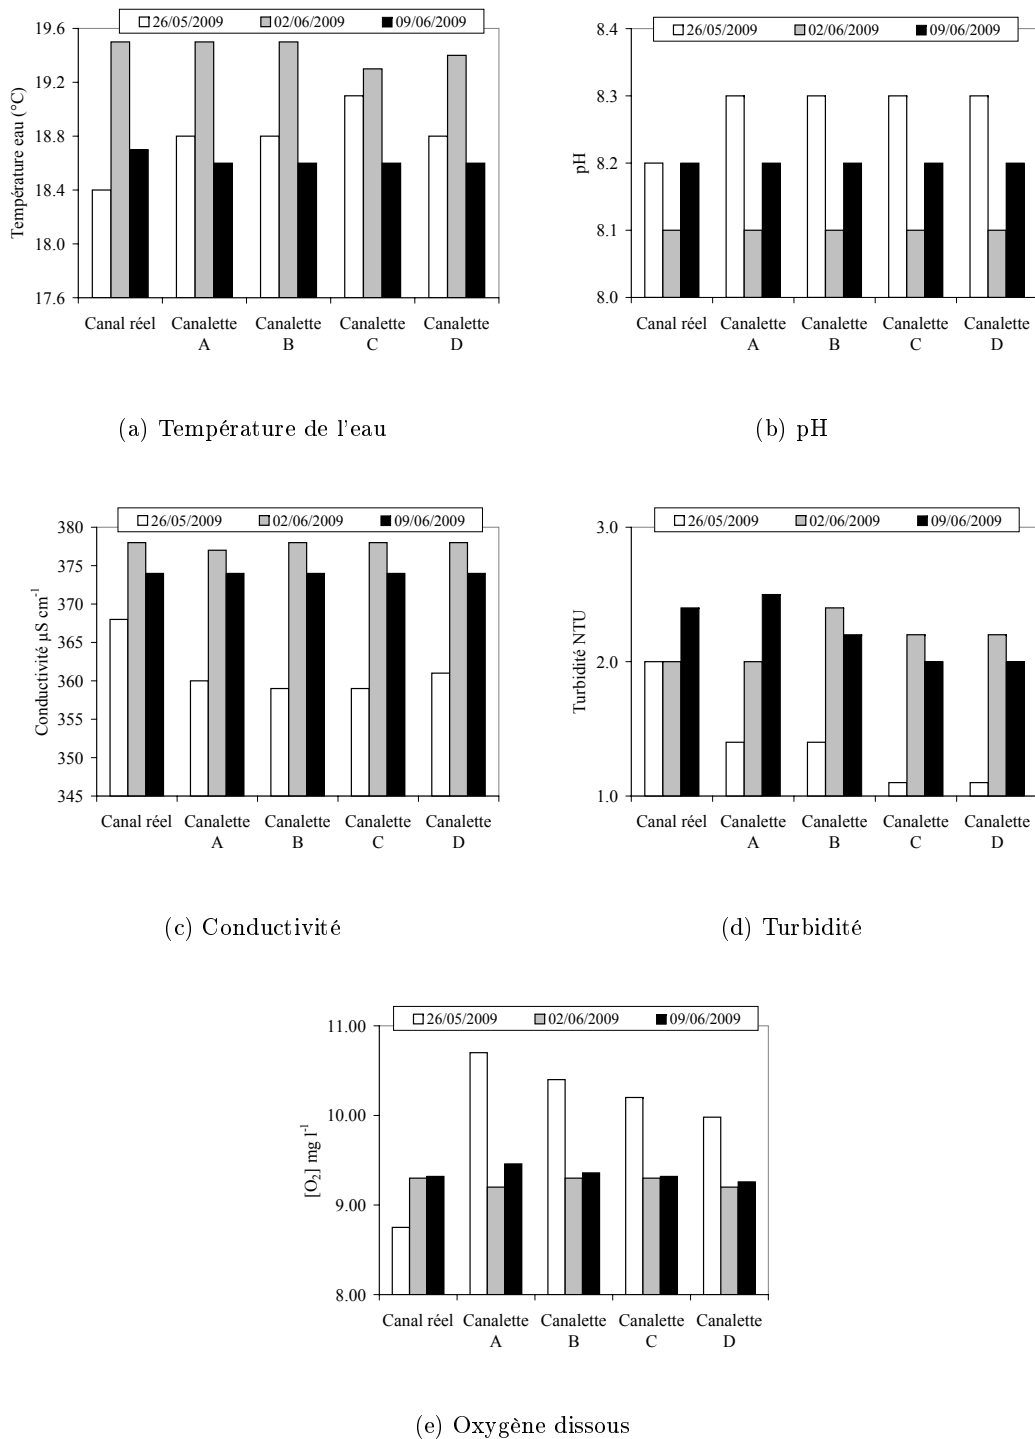 26/05/2009 02/06/2009 09/06/2009
19.6
19.2
18.8
18.4
18.0
17.6
Température eau (°C)
Canal réel Canalette A Canalette B Canalette C Canalette D
(a) Température de l'eau
26/05/2009 02/06/2009 09/06/2009
8.4
8.3
8.2
8.1
8.0
pH
Canal réel Canalette A Canalette B Canalette C Canalette D
(b) pH
26/05/2009 02/06/2009 09/06/2009
380
375
370
365
360
355
350
345
Conductivité µS cm-1
Canal réel Canalette A Canalette B Canalette C Canalette D
(c) Conductivité
26/05/2009 02/06/2009 09/06/2009
3.0
2.0
1.0
Turbidité NTU
Canal réel Canalette A Canalette B Canalette C Canalette D
(d) Turbidité
26/05/2009 02/06/2009 09/06/2009
11.00
10.00
9.00
8.00
[O2] mg l-1
Canal réel Canalette A Canalette B Canalette C Canalette D
(e) Oxygène dissous